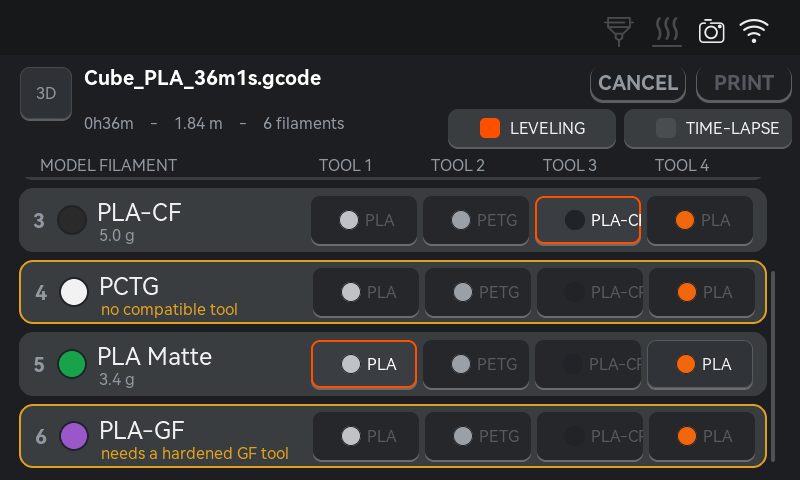 3D
Cube_PLA_36m1s.gcode
CANCEL
PRINT
0h36m - 1.84 m - 6 filaments
LEVELING
TIME-LAPSE
MODEL FILAMENT TOOL 1 TOOL 2 TOOL 3 TOOL 4
3 PLA-CF PLA PETG PLA-CF PLA
5.0 g
4 PCTG PLA PETG PLA-CF PLA
no compatible tool
5 PLA Matte PLA PETG PLA-CF PLA
3.4 g
6 PLA-GF PLA PETG PLA-CF PLA
needs a hardened GF tool